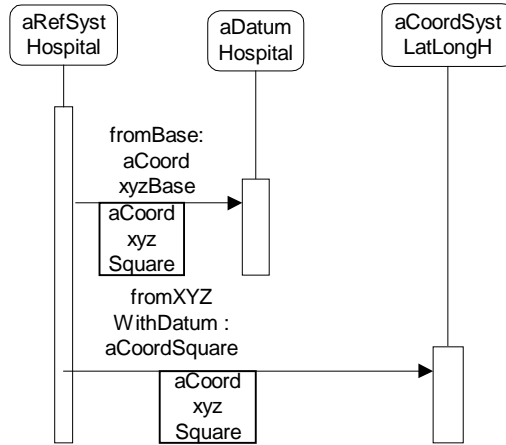 aRefSyst
Hospital
aDatum
Hospital
aCoordSyst
LatLongH
fromBase:
aCoord
xyzBase
aCoord
xyz
Square
fromXYZ
WithDatum :
aCoordSquare
aCoord
xyz
Square